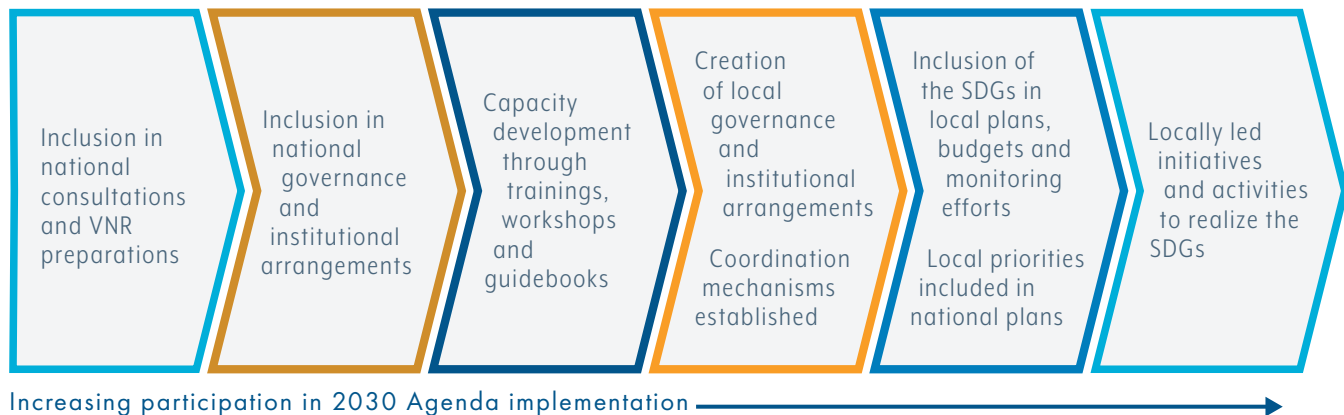 Inclusion in
national
consultations
and VNR
preparations
Inclusion in
national
governance
and
institutional
arrangements
Capacity
development
through
trainings,
workshops
and
guidebooks
Creation
of local
governance
and
institutional
arrangements
Coordination
mechanisms
established
Inclusion of
the SDGs in
local plans,
budgets and
monitoring
efforts
Local priorities
included in
national plans
Locally led
initiatives
and activities
to realize the
SDGs
Increasing participation in 2030 Agenda implementation